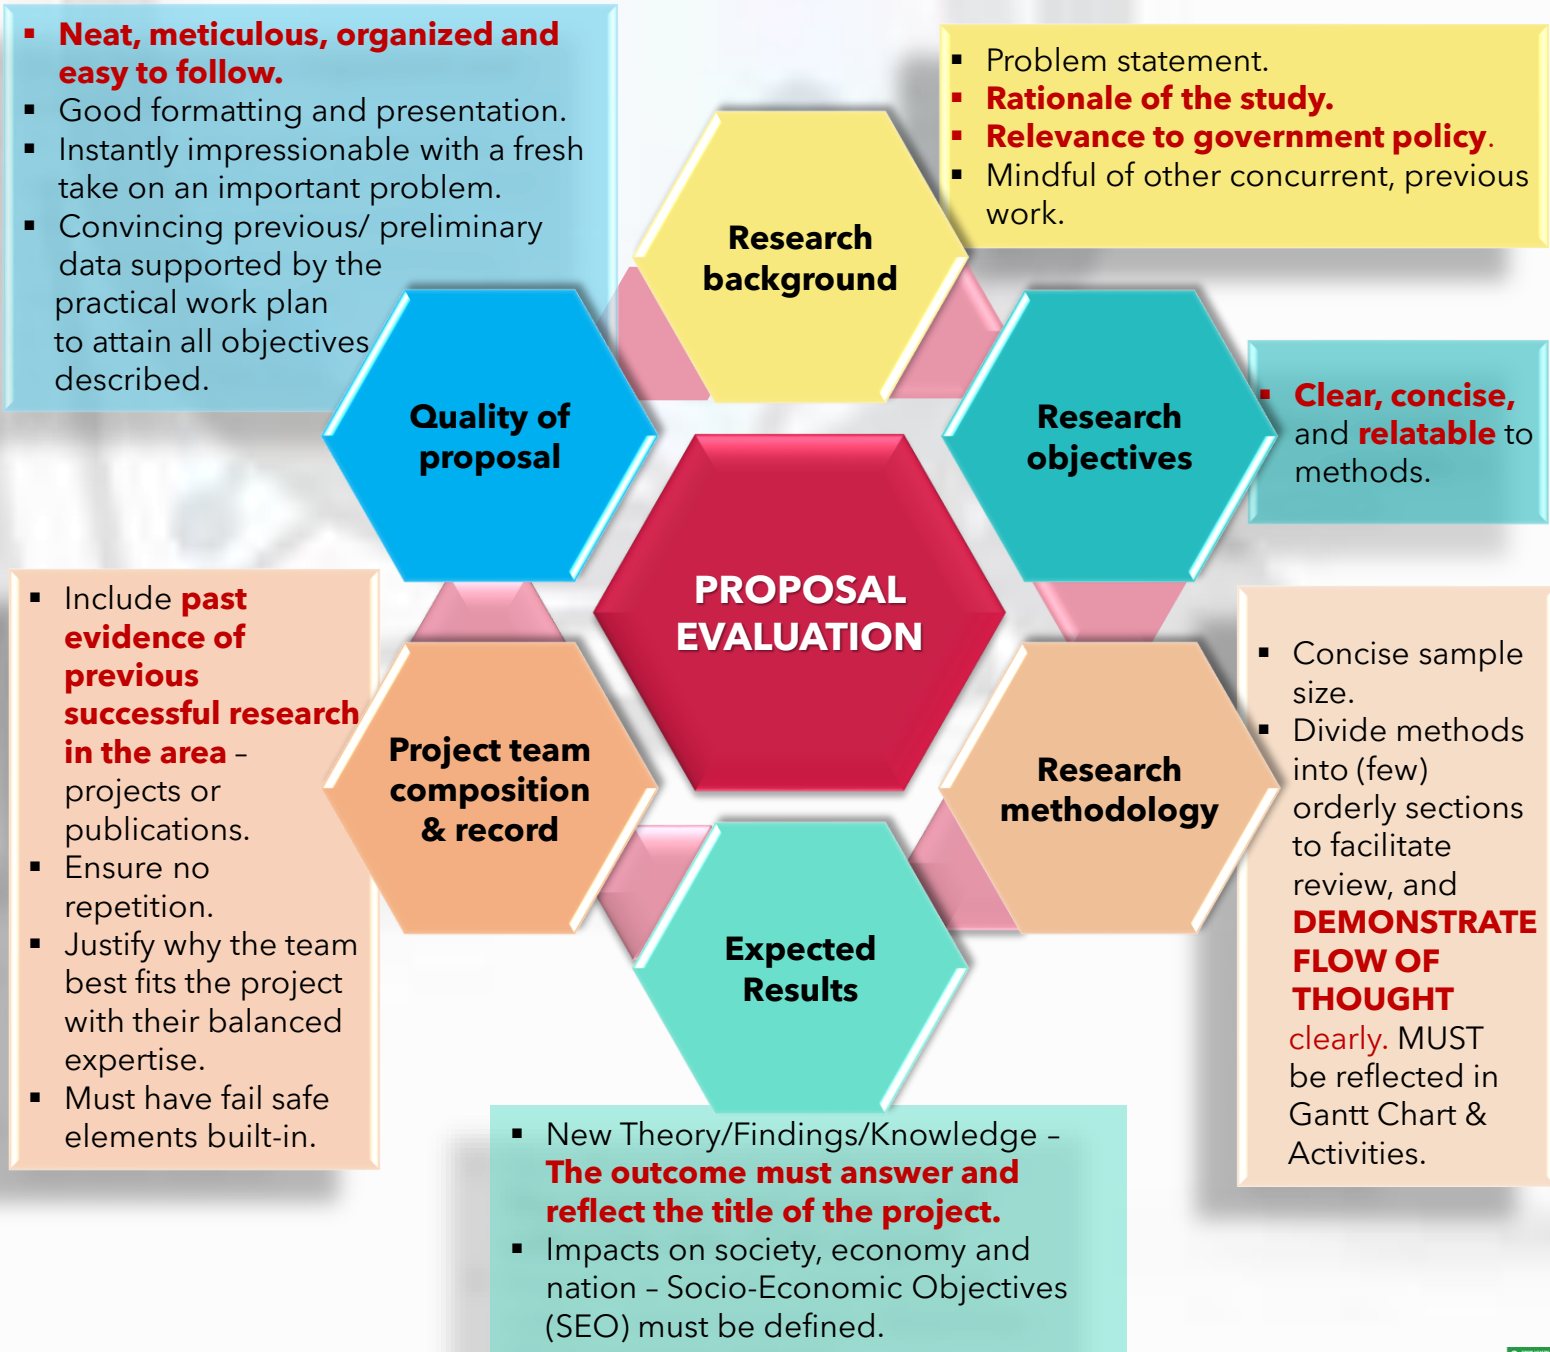 ▪ Neat, meticulous, organized and
easy to follow.
▪ Good formatting and presentation.
▪ Instantly impressionable with a fresh
take on an important problem.
▪ Convincing previous/ preliminary
data supported by the
practical work plan
to attain all objectives
described.
▪ Problem statement.
▪ Rationale of the study.
▪ Relevance to government policy.
▪ Mindful of other concurrent, previous
work.
Research
background
Quality of
proposal
Research
objectives
▪ Clear, concise,
and relatable to
methods.
PROPOSAL
EVALUATION
▪ Include past
evidence of
previous
successful research
in the area –
projects or
publications.
▪ Ensure no
repetition.
▪ Justify why the team
best fits the project
with their balanced
expertise.
▪ Must have fail safe
elements built-in.
Project team
composition
& record
Research
methodology
▪ Concise sample
size.
▪ Divide methods
into (few)
orderly sections
to facilitate
review, and
DEMONSTRATE
FLOW OF
THOUGHT
clearly. MUST
be reflected in
Gantt Chart &
Activities.
Expected
Results
▪ New Theory/Findings/Knowledge –
The outcome must answer and
reflect the title of the project.
▪ Impacts on society, economy and
nation – Socio-Economic Objectives
(SEO) must be defined.